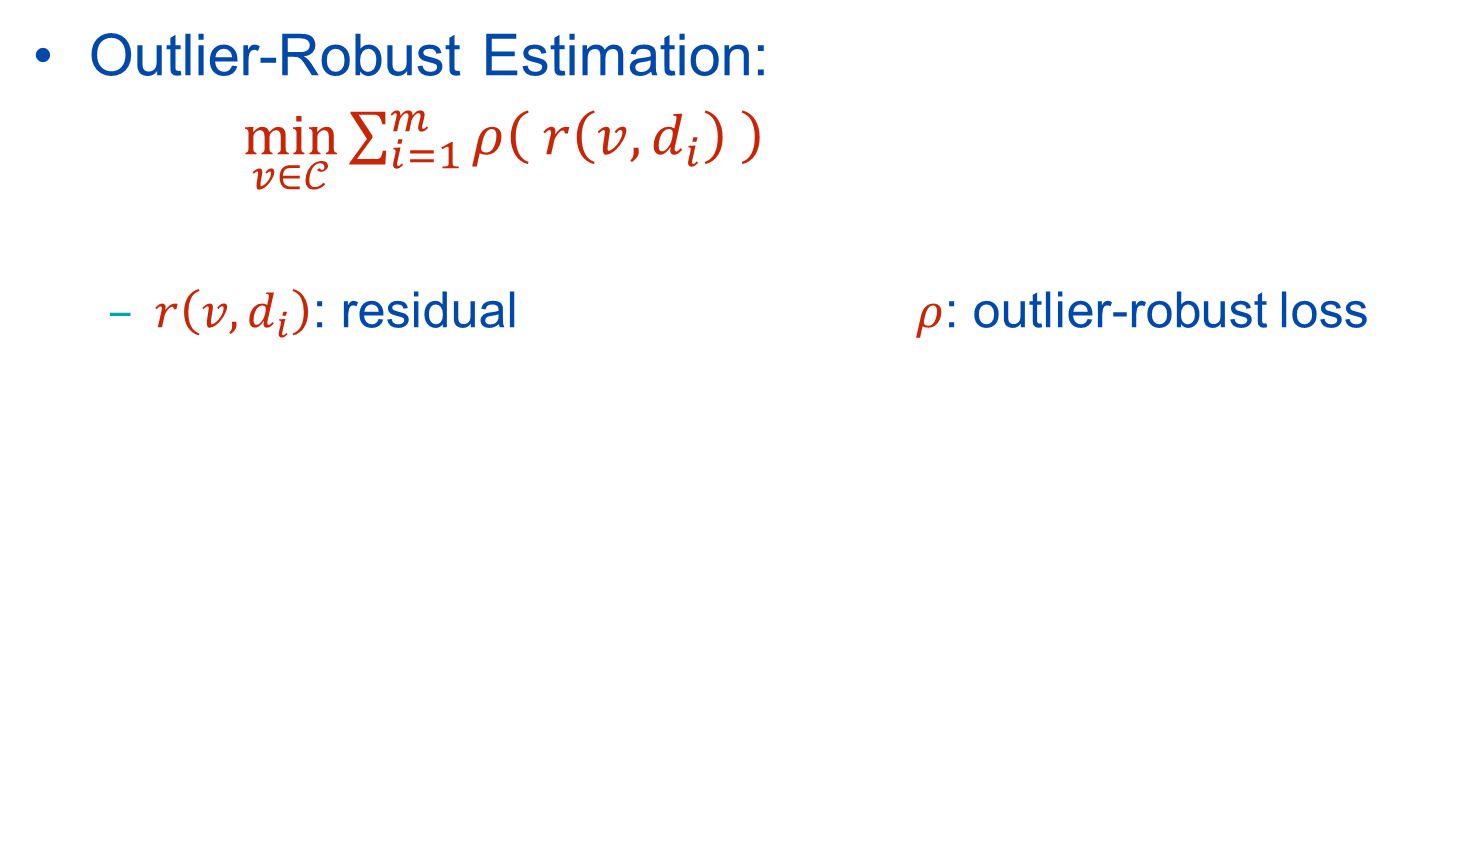 • Outlier-Robust Estimation:
min_{v∈𝒞} ∑_{i=1}^{m} ρ( r(v, d_i) )
– r(v, d_i): residual ρ: outlier-robust loss